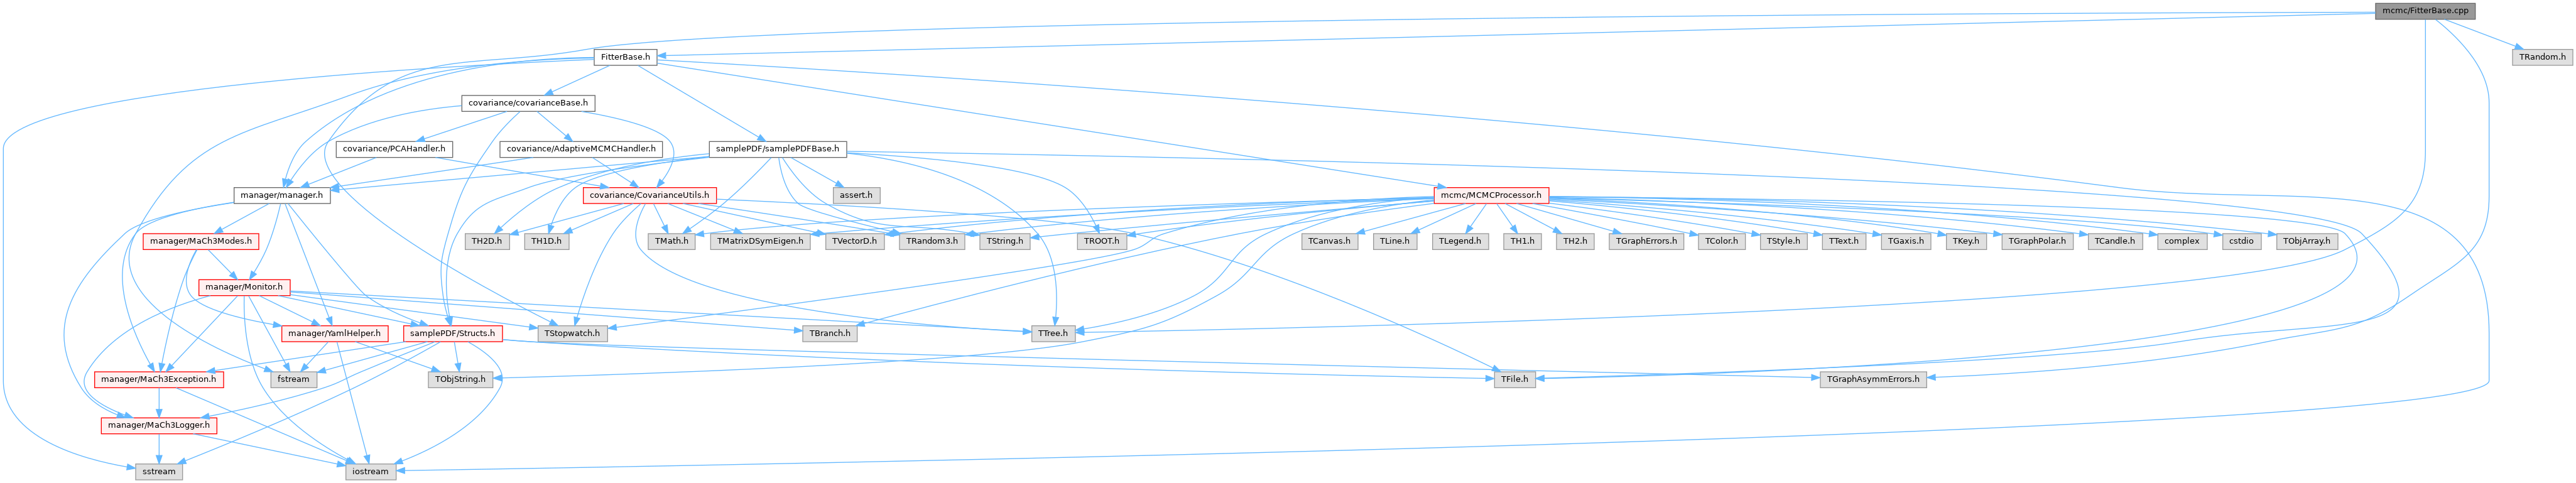 mcmc/FitterBase.cpp
FitterBase.h
TRandom.h
covariance/covarianceBase.h
covariance/PCAHandler.h
covariance/AdaptiveMCMCHandler.h
samplePDF/samplePDFBase.h
manager/manager.h
covariance/CovarianceUtils.h
assert.h
mcmc/MCMCProcessor.h
manager/MaCh3Modes.h
TH2D.h
TH1D.h
TMath.h
TMatrixDSymEigen.h
TVectorD.h
TRandom3.h
TString.h
TROOT.h
TCanvas.h
TLine.h
TLegend.h
TH1.h
TH2.h
TGraphErrors.h
TColor.h
TStyle.h
TText.h
TGaxis.h
TKey.h
TGraphPolar.h
TCandle.h
complex
cstdio
TObjArray.h
manager/Monitor.h
manager/YamlHelper.h
samplePDF/Structs.h
TStopwatch.h
TBranch.h
TTree.h
manager/MaCh3Exception.h
fstream
TObjString.h
TFile.h
TGraphAsymmErrors.h
manager/MaCh3Logger.h
sstream
iostream